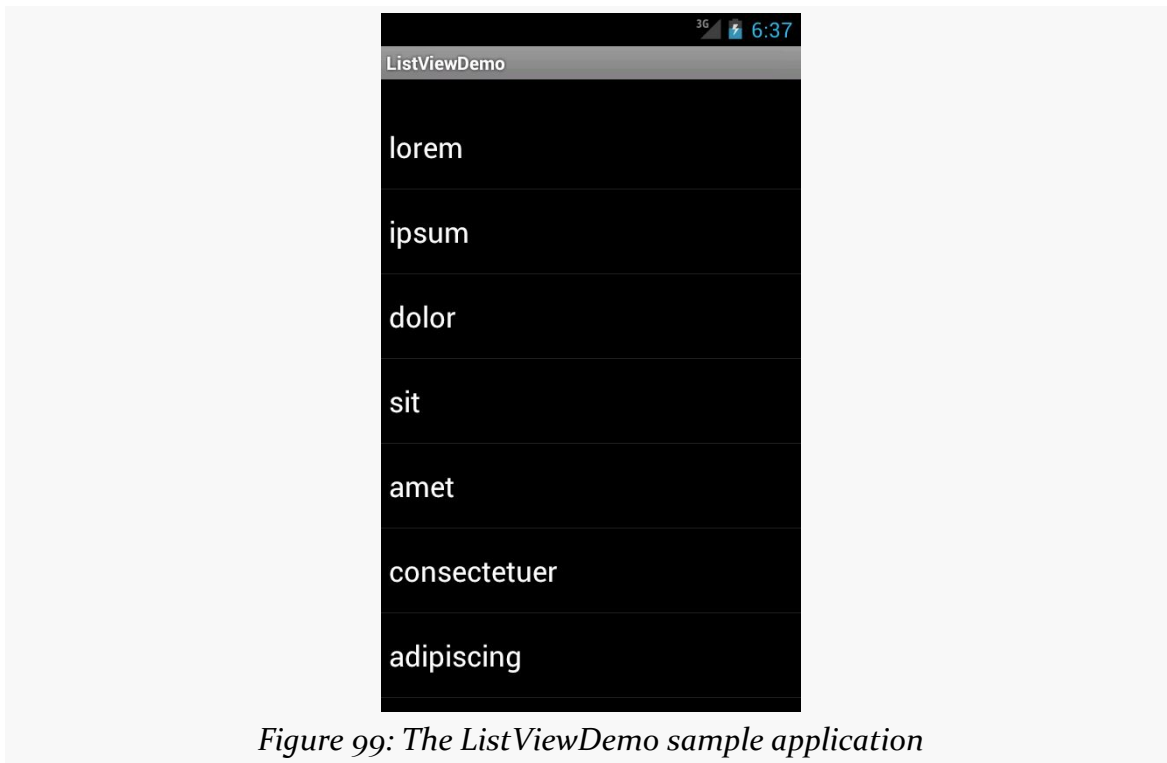 3G 6:37
ListViewDemo
lorem
ipsum
dolor
sit
amet
consectetuer
adipiscing
Figure 99: The ListViewDemo sample application